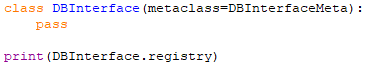 class DBInterface(metaclass=DBInterfaceMeta):
    pass
print(DBInterface.registry)